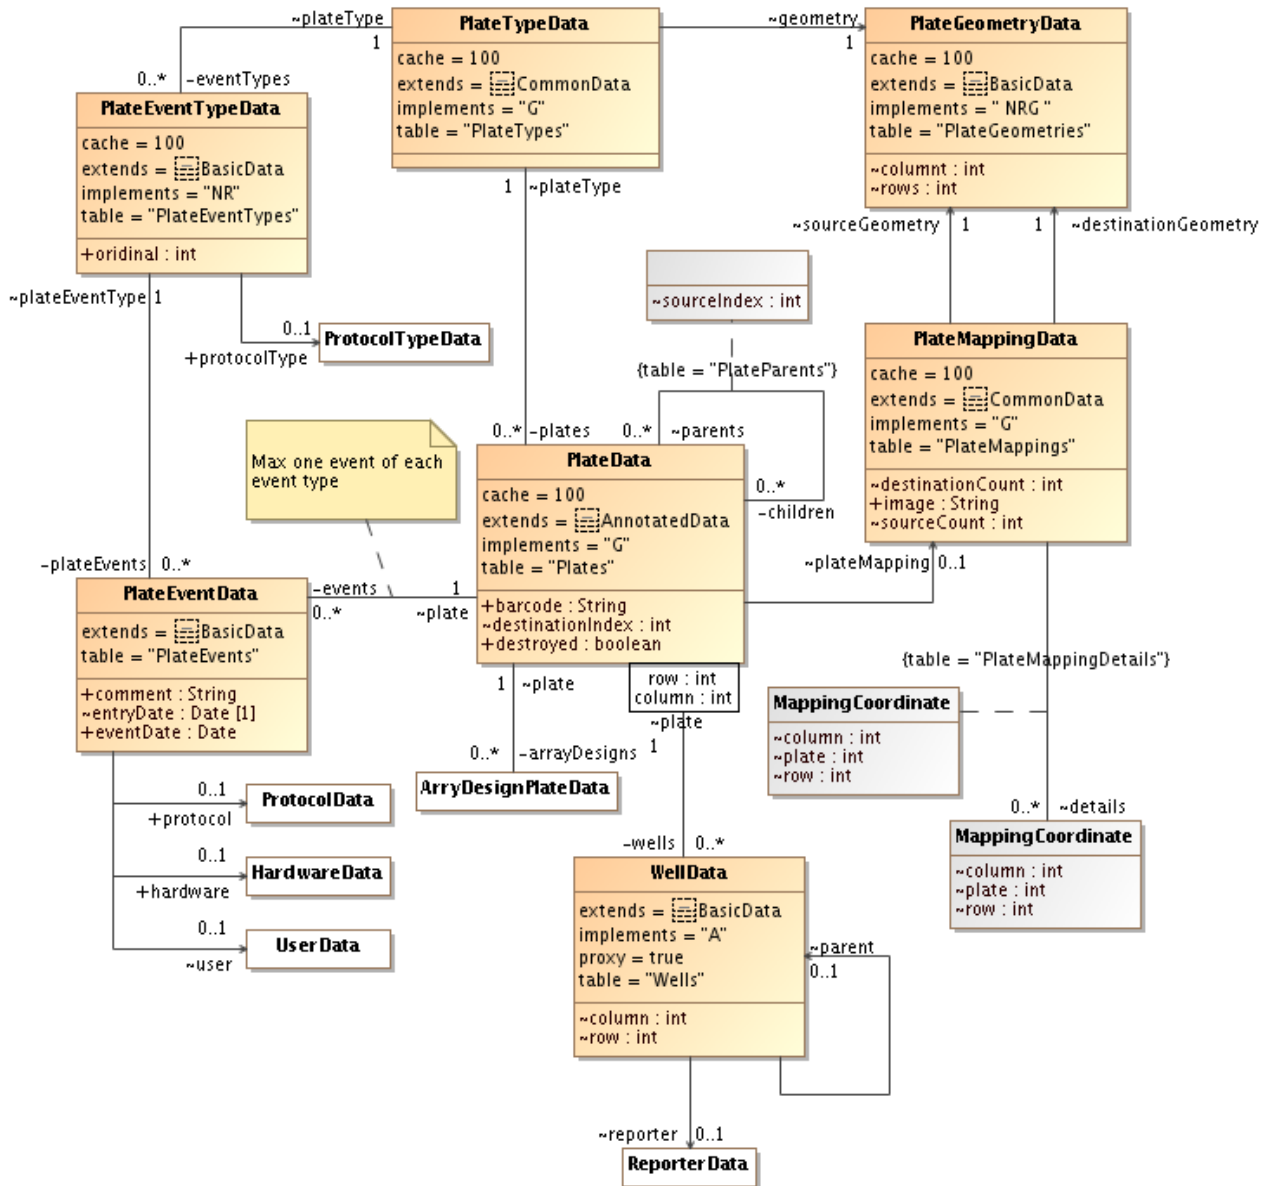 ~plateType
1
0..* -eventTypes
PlateTypeData
cache = 100
extends = CommonData
implements = "G"
table = "PlateTypes"
~geometry
1
PlateGeometryData
cache = 100
extends = BasicData
implements = " NRG "
table = "PlateGeometries"
~columnt : int
~rows : int
PlateEventTypeData
cache = 100
extends = BasicData
implements = "NR"
table = "PlateEventTypes"
+oridinal : int
1 ~plateType
~sourceGeometry 1
1 ~destinationGeometry
~plateEventType 1
0..1
+protocolType
ProtocolTypeData
~sourceIndex : int
{table = "PlateParents"}
PlateMappingData
cache = 100
extends = CommonData
implements = "G"
table = "PlateMappings"
~destinationCount : int
+image : String
~sourceCount : int
Max one event of each
event type
0..* -plates
0..* ~parents
0..*
-children
PlateData
cache = 100
extends = AnnotatedData
implements = "G"
table = "Plates"
+barcode : String
~destinationIndex : int
+destroyed : boolean
row : int
column : int
~plateMapping 0..1
-plateEvents 0..*
-events
0..*
1
~plate
PlateEventData
extends = BasicData
table = "PlateEvents"
+comment : String
~entryDate : Date [1]
+eventDate : Date
{table = "PlateMappingDetails"}
1 ~plate
0..* -arrayDesigns
ArryDesignPlateData
~plate
1
MappingCoordinate
~column : int
~plate : int
~row : int
0..* ~details
MappingCoordinate
~column : int
~plate : int
~row : int
0..1
+protocol
ProtocolData
0..1
+hardware
HardwareData
0..1
~user
UserData
-wells 0..*
WellData
extends = BasicData
implements = "A"
proxy = true
table = "Wells"
~column : int
~row : int
~parent
0..1
~reporter 0..1
ReporterData